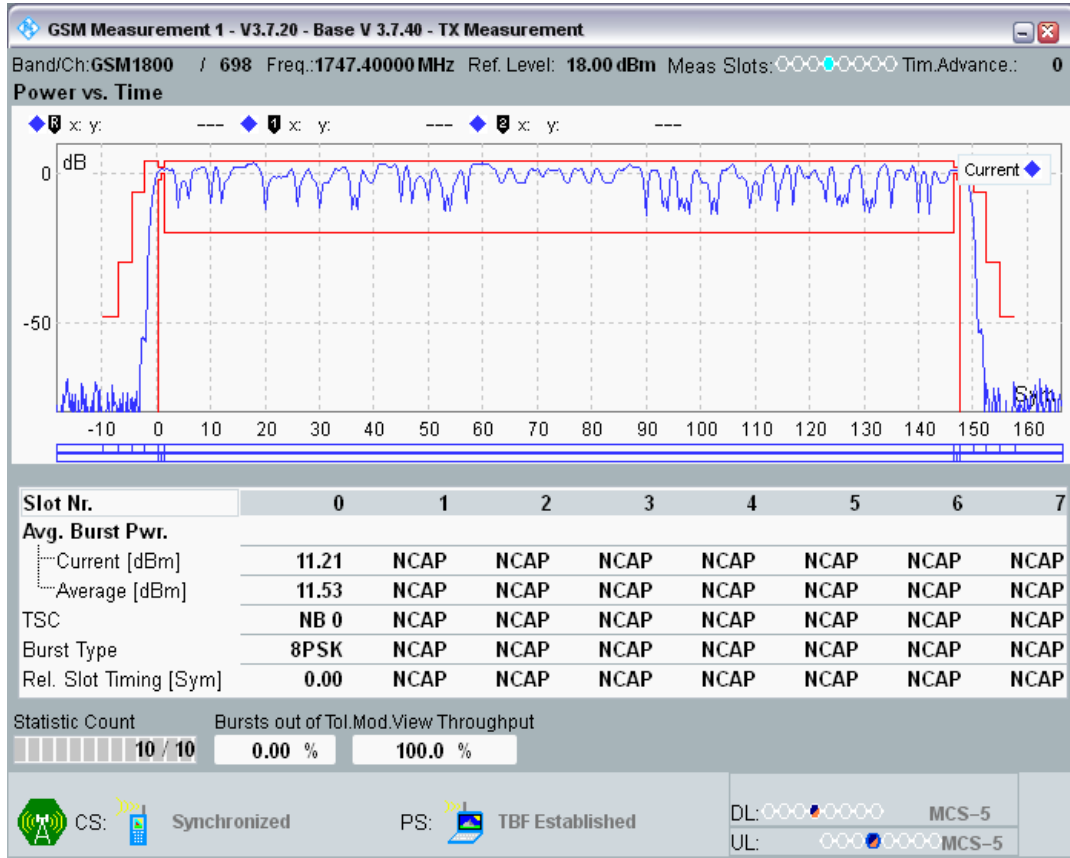 GSM Measurement 1 - V3.7.20 - Base V 3.7.40 - TX Measurement
Band/Ch:GSM1800 / 698 Freq.:1747.40000 MHz Ref. Level: 18.00 dBm Meas Slots: Tim.Advance.: 0
Power vs. Time
R x: y: --- 1 x: y: --- 2 x: y: ---
dB
0
Current
-50
Sym
-10 0 10 20 30 40 50 60 70 80 90 100 110 120 130 140 150 160
Slot Nr. 0 1 2 3 4 5 6 7
Avg. Burst Pwr.
Current [dBm] 11.21 NCAP NCAP NCAP NCAP NCAP NCAP NCAP
Average [dBm] 11.53 NCAP NCAP NCAP NCAP NCAP NCAP NCAP
TSC NB 0 NCAP NCAP NCAP NCAP NCAP NCAP NCAP
Burst Type 8PSK NCAP NCAP NCAP NCAP NCAP NCAP NCAP
Rel. Slot Timing [Sym] 0.00 NCAP NCAP NCAP NCAP NCAP NCAP NCAP
Statistic Count Bursts out of Tol.Mod.View Throughput
10 / 10 0.00 % 100.0 %
CS: Synchronized PS: TBF Established DL: MCS-5
UL: MCS-5